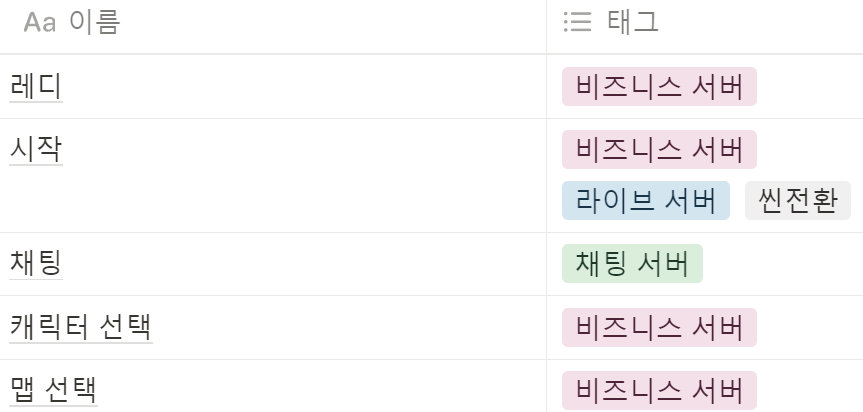 Aa 이름 태그
레디 비즈니스 서버
시작 비즈니스 서버
라이브 서버 씬전환
채팅 채팅 서버
캐릭터 선택 비즈니스 서버
맵 선택 비즈니스 서버